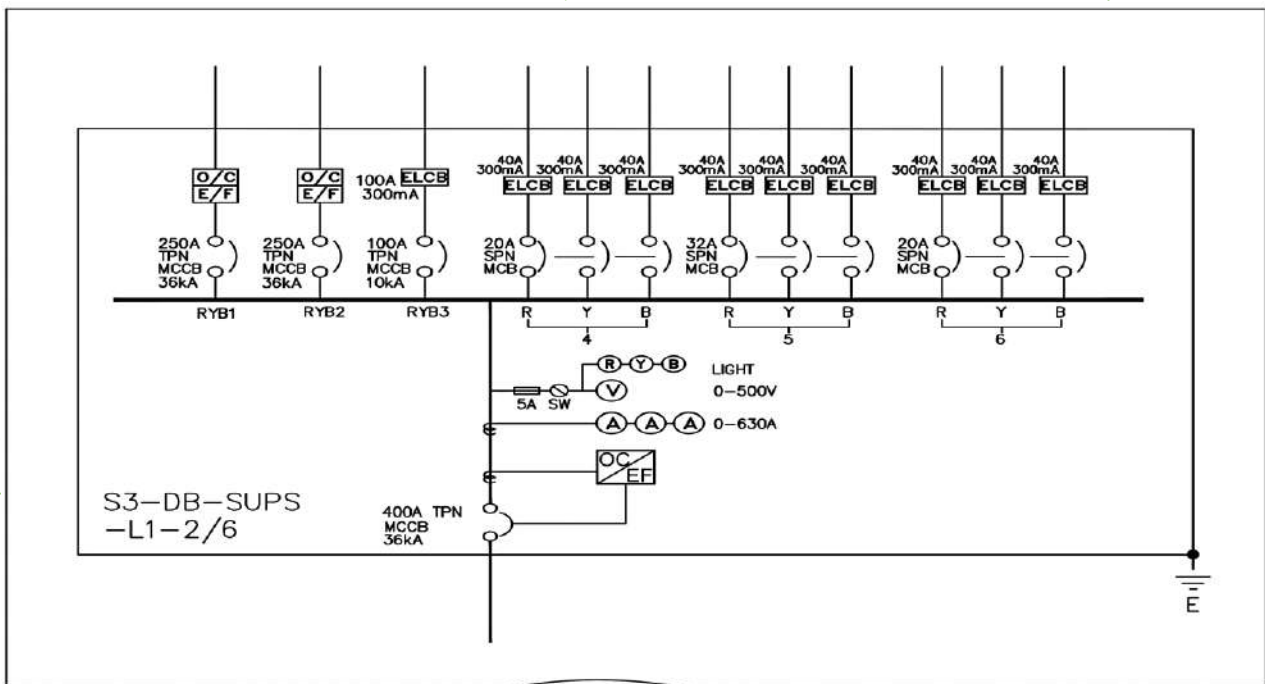 O/C
E/F
O/C
E/F
100A ELCB
300mA
40A 40A 40A
300mA 300mA 300mA
ELCB ELCB ELCB
40A 40A 40A
300mA 300mA 300mA
ELCB ELCB ELCB
40A 40A 40A
300mA 300mA 300mA
ELCB ELCB ELCB
250A
TPN
MCCB
36kA
250A
TPN
MCCB
36kA
100A
TPN
MCCB
10kA
20A
SPN
MCB
32A
SPN
MCB
20A
SPN
MCB
RYB1 RYB2 RYB3 R Y B R Y B R Y B
4 5 6
R Y B LIGHT
V 0-500V
5A SW
A A A 0-630A
OC
EF
S3-DB-SUPS
-L1-2/6
400A TPN
MCCB
36kA
E